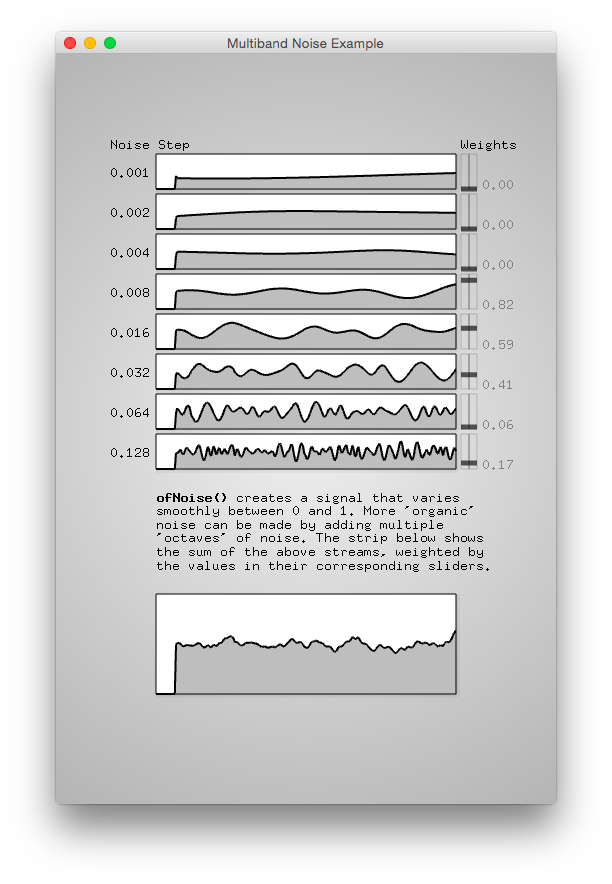 Multiband Noise Example
Noise Step Weights
0.001 0.00
0.002 0.00
0.004 0.00
0.008 0.82
0.016 0.59
0.032 0.41
0.064 0.06
0.128 0.17
ofNoise() creates a signal that varies
smoothly between 0 and 1. More 'organic'
noise can be made by adding multiple
'octaves' of noise. The strip below shows
the sum of the above streams, weighted by
the values in their corresponding sliders.